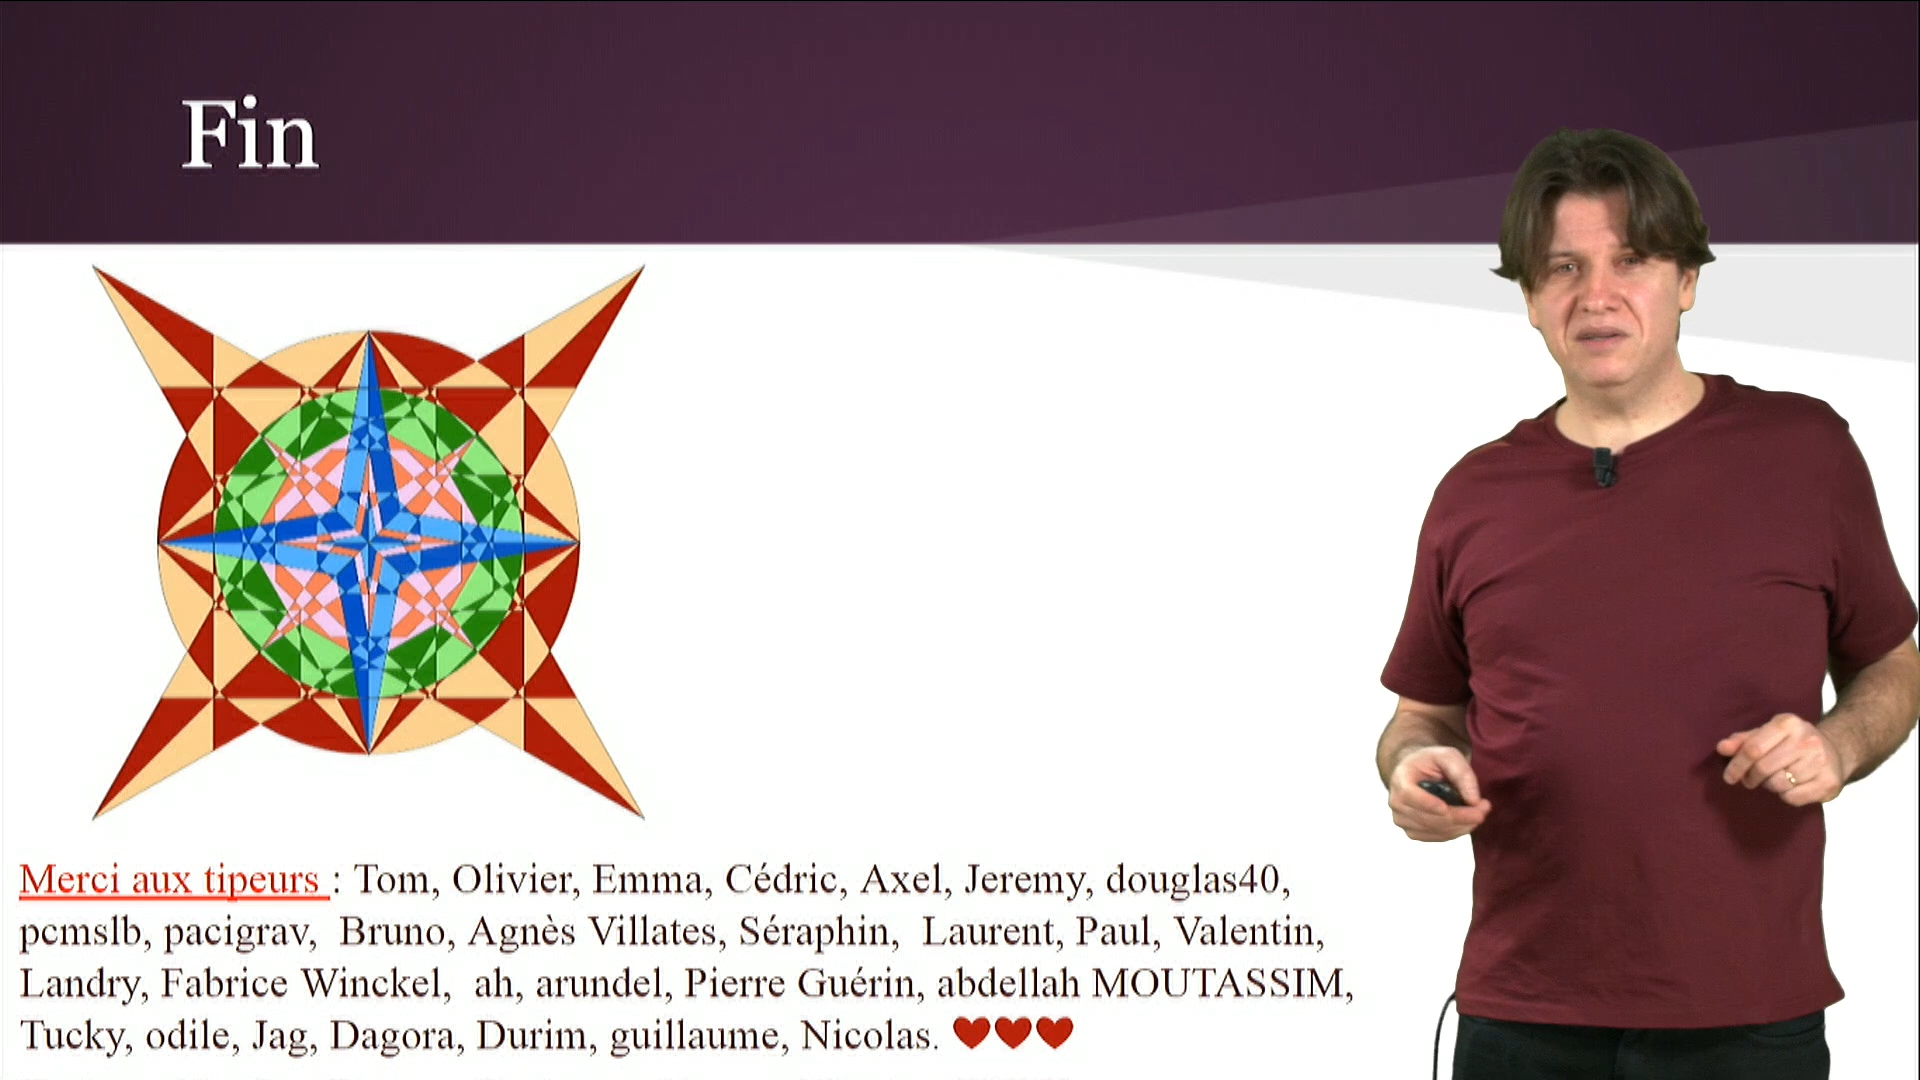 Fin
Merci aux tipeurs : Tom, Olivier, Emma, Cédric, Axel, Jeremy, douglas40,
pcmslb, pacigrav, Bruno, Agnès Villates, Séraphin, Laurent, Paul, Valentin,
Landry, Fabrice Winckel, ah, arundel, Pierre Guérin, abdellah MOUTASSIM,
Tucky, odile, Jag, Dagora, Durim, guillaume, Nicolas. ♥♥♥